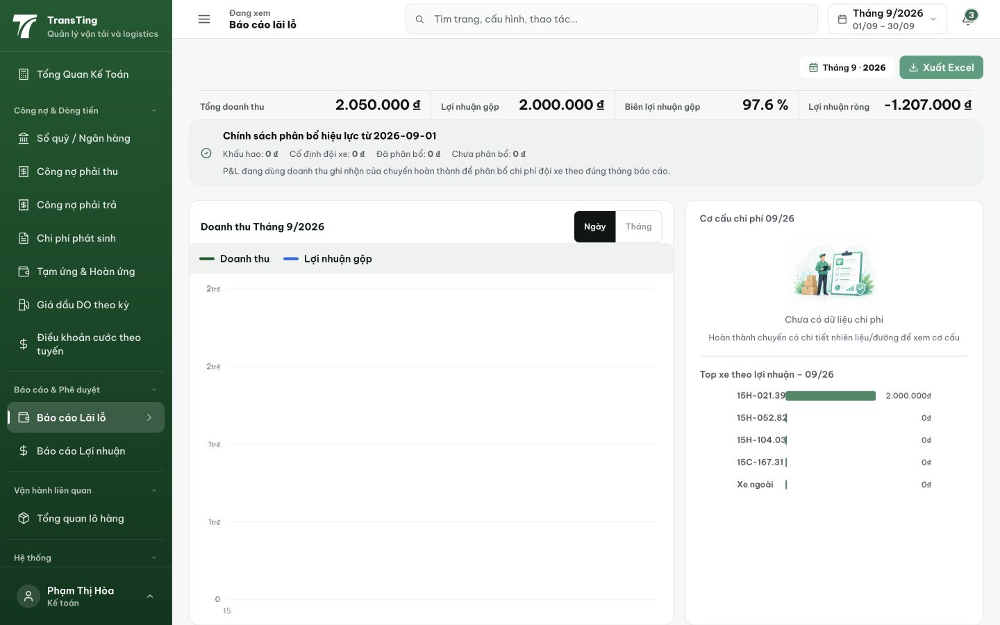 TransTing
Quản lý vận tải và logistics
Tổng Quan Kế Toán
Công nợ & Dòng tiền
Sổ quỹ / Ngân hàng
Công nợ phải thu
Công nợ phải trả
Chi phí phát sinh
Tạm ứng & Hoàn ứng
Giá dầu DO theo kỳ
Điều khoản cước theo
tuyến
Báo cáo & Phê duyệt
Báo cáo Lãi lỗ
Báo cáo Lợi nhuận
Vận hành liên quan
Tổng quan lô hàng
Hệ thống
Phạm Thị Hòa
Kế toán
Đang xem
Báo cáo lãi lỗ
Tìm trang, cấu hình, thao tác...
Tháng 9/2026
01/09 – 30/09
3
Tháng 9 · 2026
Xuất Excel
Tổng doanh thu 2.050.000 ₫
Lợi nhuận gộp 2.000.000 ₫
Biên lợi nhuận gộp 97.6 %
Lợi nhuận ròng -1.207.000 ₫
Chính sách phân bổ hiệu lực từ 2026-09-01
Khấu hao: 0 ₫ Cố định đội xe: 0 ₫ Đã phân bổ: 0 ₫ Chưa phân bổ: 0 ₫
P&L đang dùng doanh thu ghi nhận của chuyến hoàn thành để phân bổ chi phí đội xe theo đúng tháng báo cáo.
Doanh thu Tháng 9/2026
Ngày Tháng
Doanh thu Lợi nhuận gộp
2tr₫
2tr₫
1tr₫
1tr₫
0
15
Cơ cấu chi phí 09/26
Chưa có dữ liệu chi phí
Hoàn thành chuyến có chi tiết nhiên liệu/đường để xem cơ cấu
Top xe theo lợi nhuận – 09/26
15H-021.39 2.000.000₫
15H-052.82 0₫
15H-104.03 0₫
15C-167.31 0₫
Xe ngoài 0₫